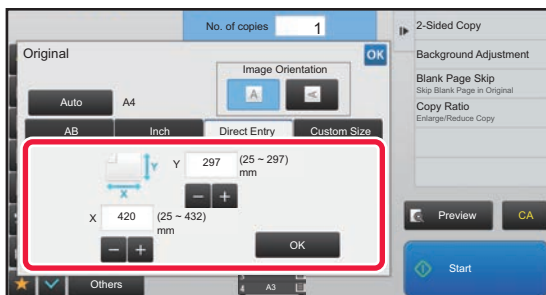 No. of copies 1
OK
Original
Image Orientation
A A
Auto A4
AB Inch Direct Entry Custom Size
Y 297 (25 ~ 297)
mm
Y
X
X 420 (25 ~ 432)
mm
OK
Others
4 A3
2-Sided Copy
Background Adjustment
Blank Page Skip
Skip Blank Page in Original
Copy Ratio
Enlarge/Reduce Copy
Preview CA
Start